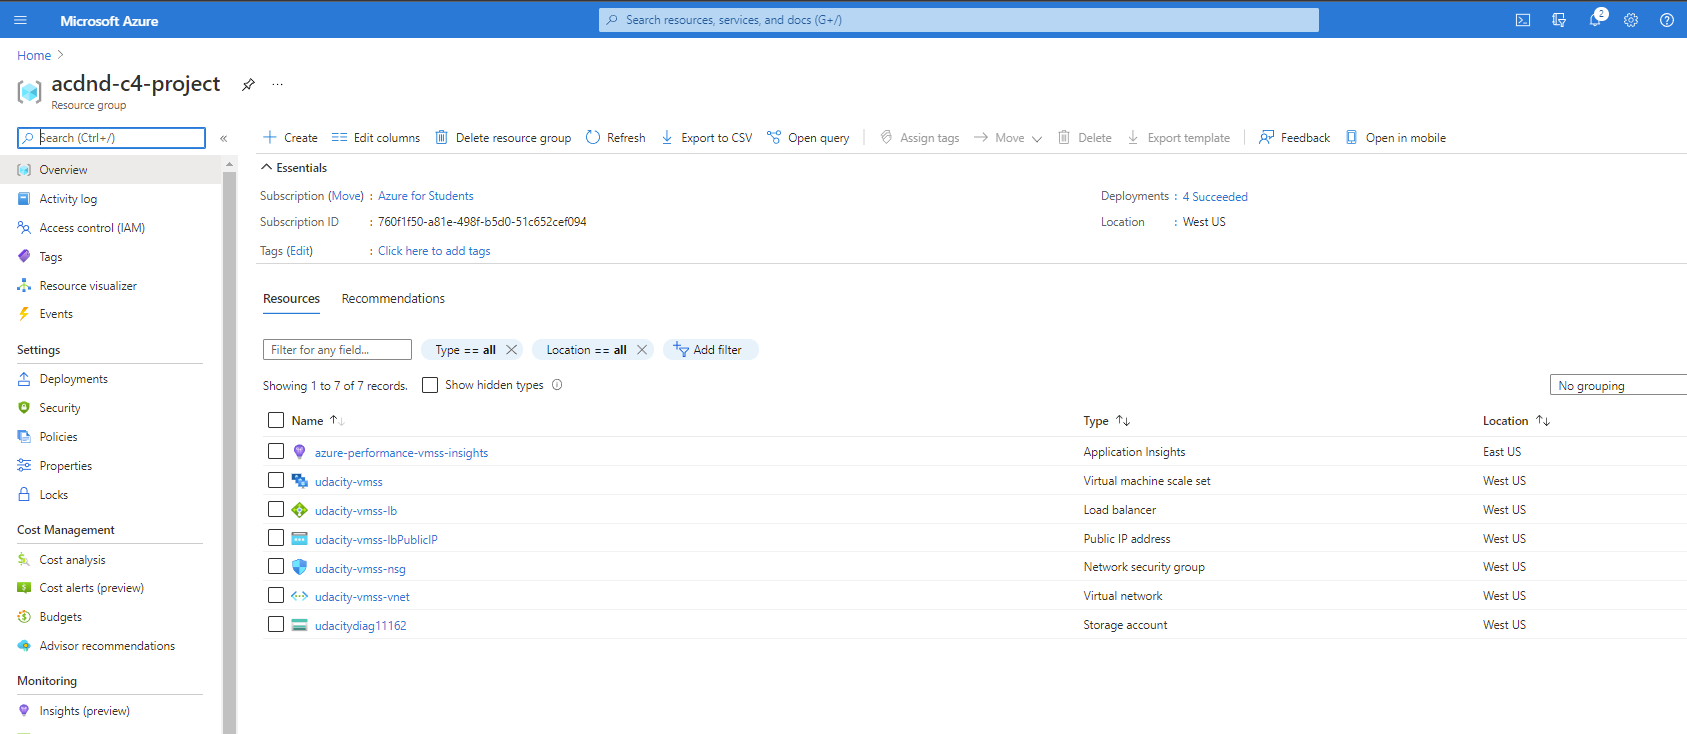 Microsoft Azure
Search resources, services, and docs (G+/)
2
Home
acdnd-c4-project
...
Resource group
Search (Ctrl+/)
«
Create
Edit columns
Delete resource group
Refresh
Export to CSV
Open query
Assign tags
Move
Delete
Export template
Feedback
Open in mobile
Overview
Activity log
Access control (IAM)
Tags
Resource visualizer
Events
Settings
Deployments
Security
Policies
Properties
Locks
Cost Management
Cost analysis
Cost alerts (preview)
Budgets
Advisor recommendations
Monitoring
Insights (preview)
Essentials
Subscription (Move) : Azure for Students
Subscription ID : 760f1f50-a81e-498f-b5d0-51c652cef094
Tags (Edit) : Click here to add tags
Deployments : 4 Succeeded
Location : West US
Resources
Recommendations
Filter for any field...
Type == all
Location == all
Add filter
Showing 1 to 7 of 7 records.
Show hidden types
No grouping
Name Type Location
azure-performance-vmss-insights Application Insights East US
udacity-vmss Virtual machine scale set West US
udacity-vmss-lb Load balancer West US
udacity-vmss-lbPublicIP Public IP address West US
udacity-vmss-nsg Network security group West US
udacity-vmss-vnet Virtual network West US
udacitydiag11162 Storage account West US